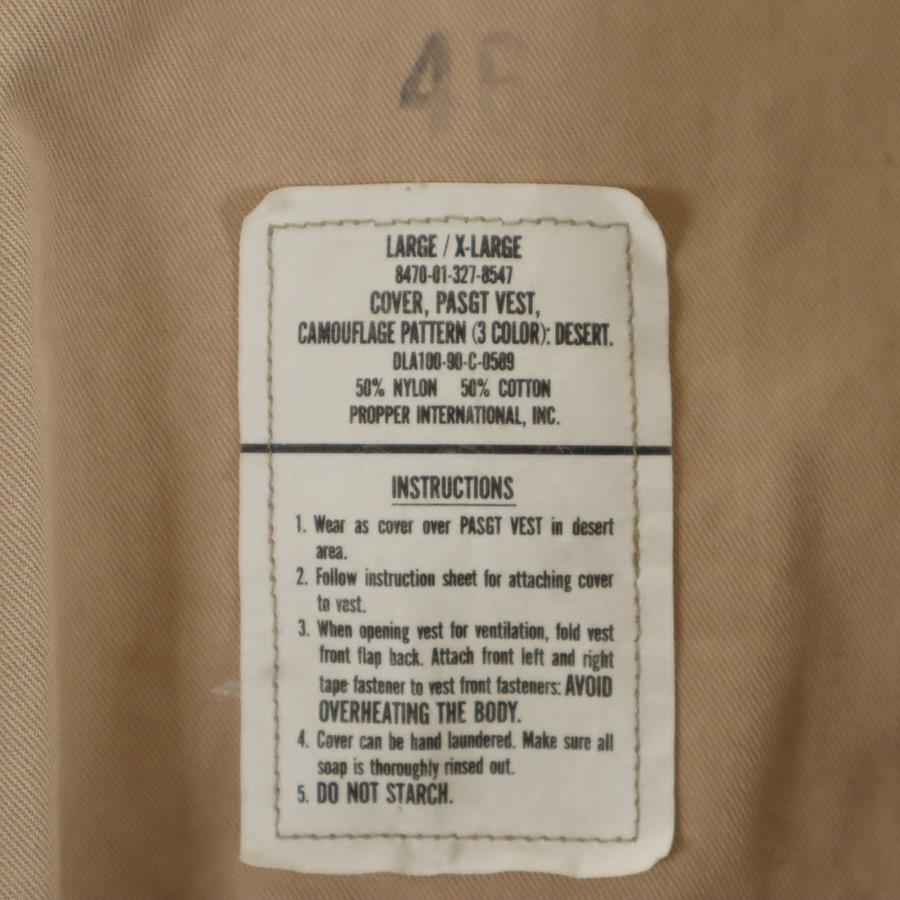 LARGE / X-LARGE
8470-01-327-8547
COVER, PASGT VEST,
CAMOUFLAGE PATTERN (3 COLOR): DESERT.
DLA100-90-C-0589
50% NYLON 50% COTTON
PROPPER INTERNATIONAL, INC.
INSTRUCTIONS
1. Wear as cover over PASGT VEST in desert
area.
2. Follow instruction sheet for attaching cover
to vest.
3. When opening vest for ventilation, fold vest
front flap back. Attach front left and right
tape fastener to vest front fasteners: AVOID
OVERHEATING THE BODY.
4. Cover can be hand laundered. Make sure all
soap is thoroughly rinsed out.
5. DO NOT STARCH.